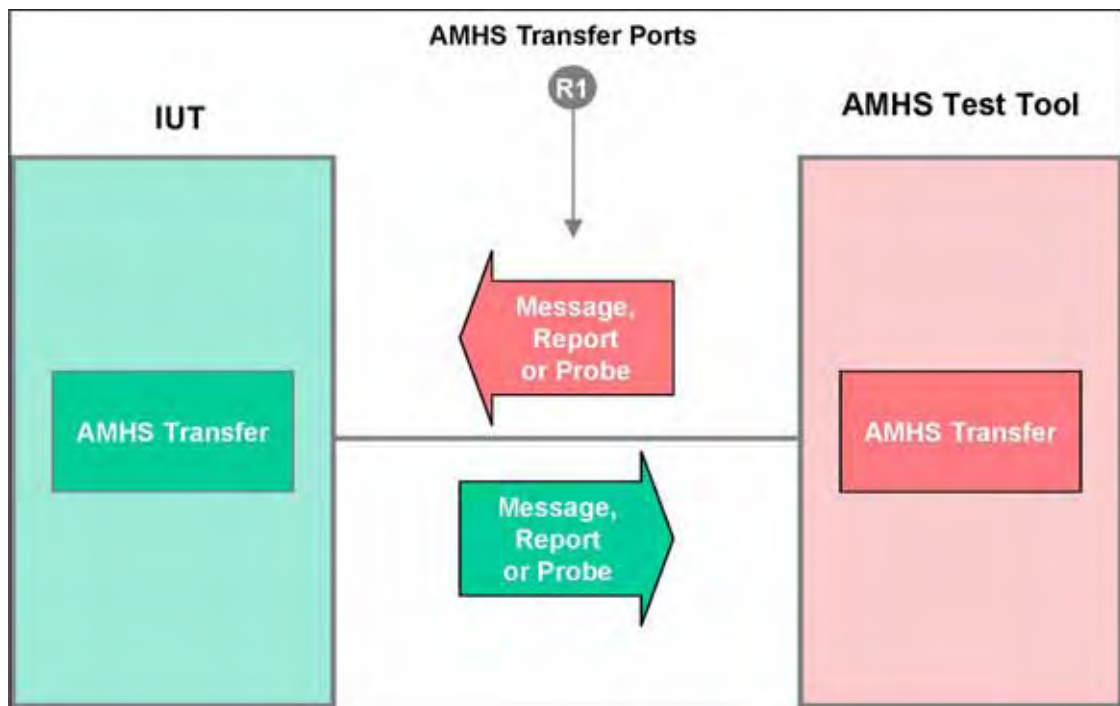 AMHS Transfer Ports
R1
IUT
AMHS Test Tool
Message,
Report
or Probe
AMHS Transfer
AMHS Transfer
Message,
Report
or Probe